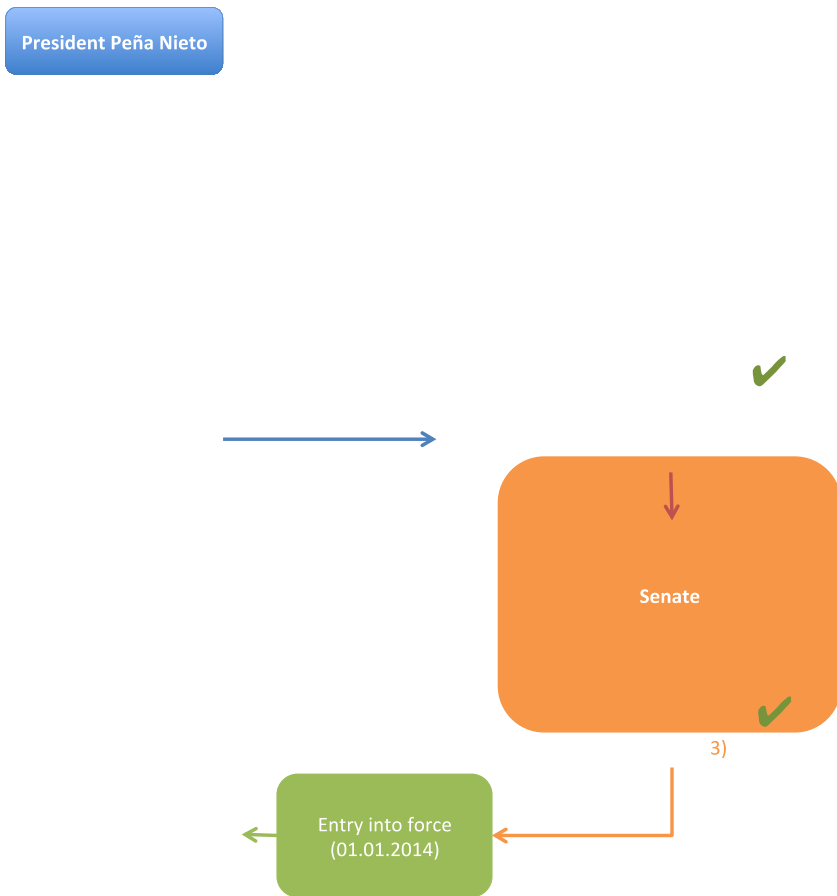 President Peña Nieto
Senate
3)
Entry into force
(01.01.2014)